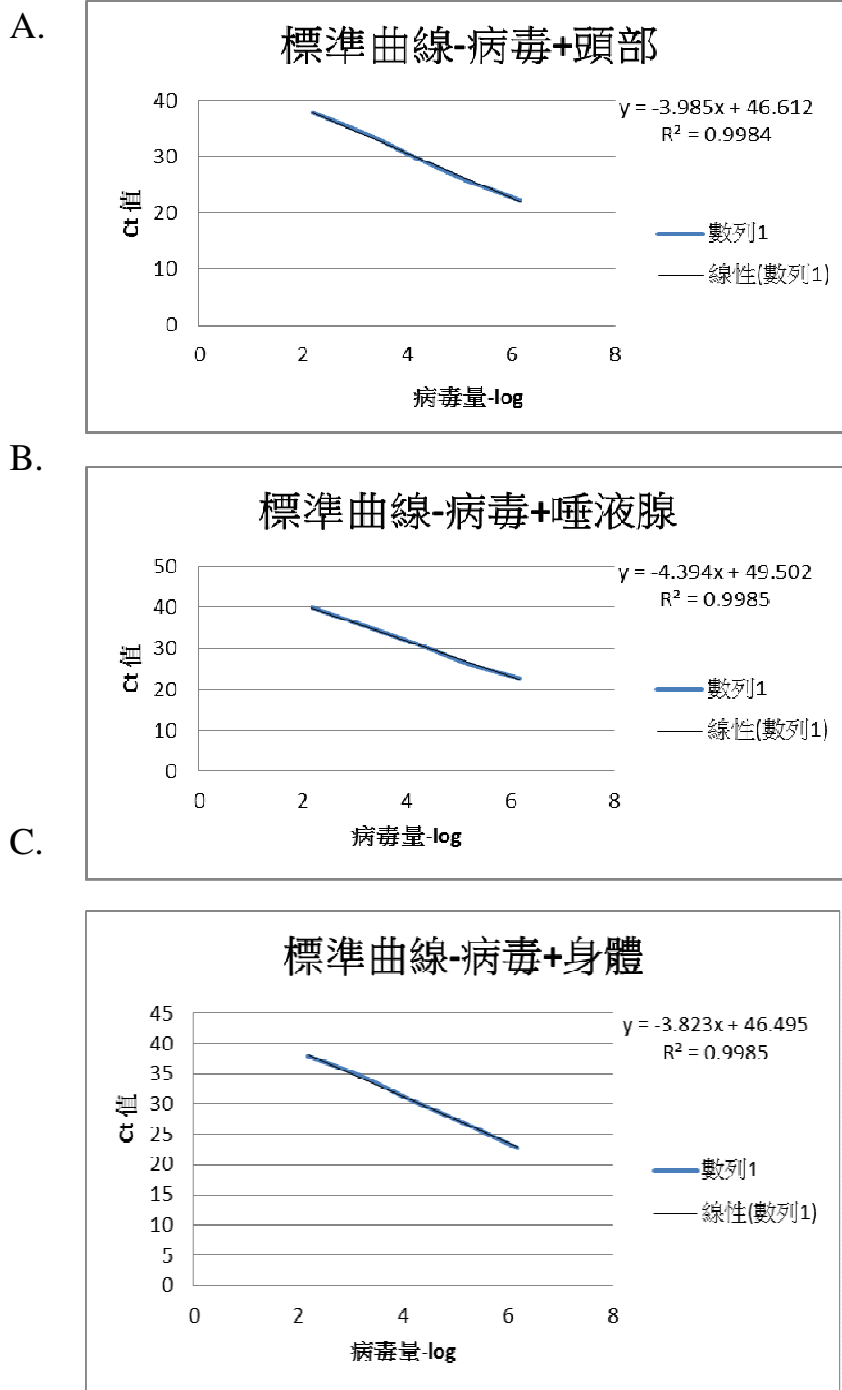 A.
標準曲線-病毒+頭部
y = -3.985x + 46.612
R² = 0.9984
40
30
20
10
0
Ct 值
0 2 4 6 8
病毒量-log
數列1
線性(數列1)
B.
標準曲線-病毒+唾液腺
y = -4.394x + 49.502
R² = 0.9985
50
40
30
20
10
0
Ct 值
0 2 4 6 8
病毒量-log
數列1
線性(數列1)
C.
標準曲線-病毒+身體
y = -3.823x + 46.495
R² = 0.9985
45
40
35
30
25
20
15
10
5
0
Ct 值
0 2 4 6 8
病毒量-log
數列1
線性(數列1)